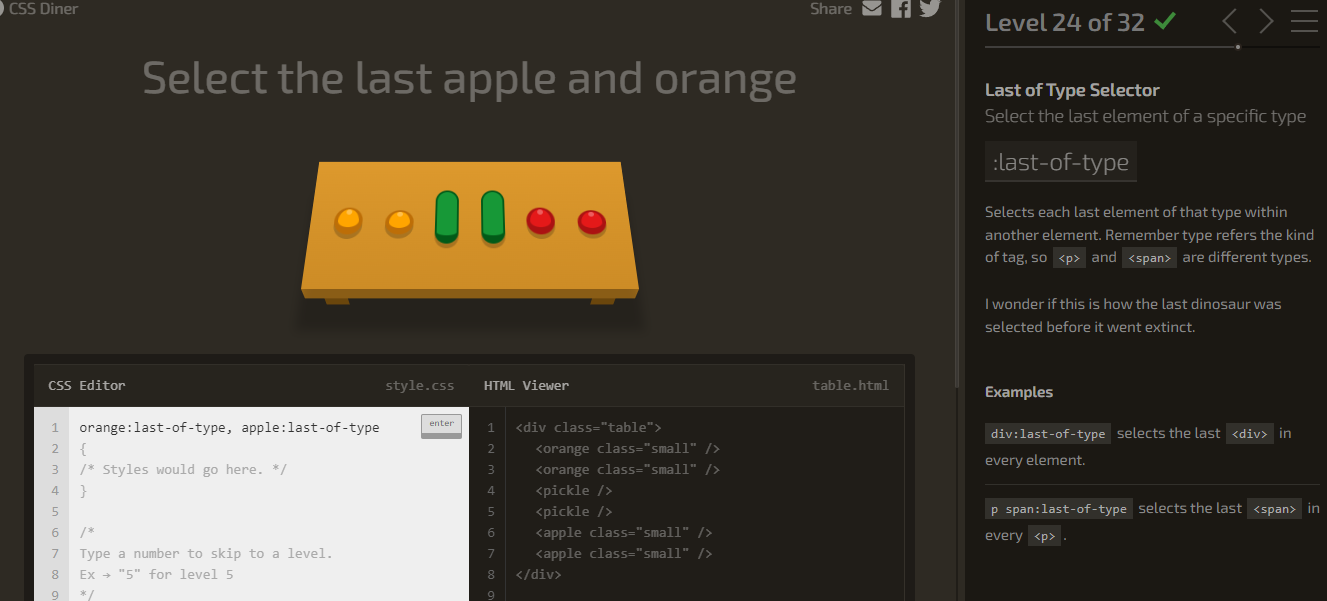 CSS Diner
Share
Select the last apple and orange
CSS Editor
style.css
HTML Viewer
table.html
1 orange:last-of-type, apple:last-of-type
enter
2 {
3 /* Styles would go here. */
4 }
5
6 /*
7 Type a number to skip to a level.
8 Ex → "5" for level 5
9 */
1 <div class="table">
2 <orange class="small" />
3 <orange class="small" />
4 <pickle />
5 <pickle />
6 <apple class="small" />
7 <apple class="small" />
8 </div>
9
Level 24 of 32
Last of Type Selector
Select the last element of a specific type
:last-of-type
Selects each last element of that type within
another element. Remember type refers the kind
of tag, so <p> and <span> are different types.
I wonder if this is how the last dinosaur was
selected before it went extinct.
Examples
div:last-of-type selects the last <div> in
every element.
p span:last-of-type selects the last <span> in
every <p> .